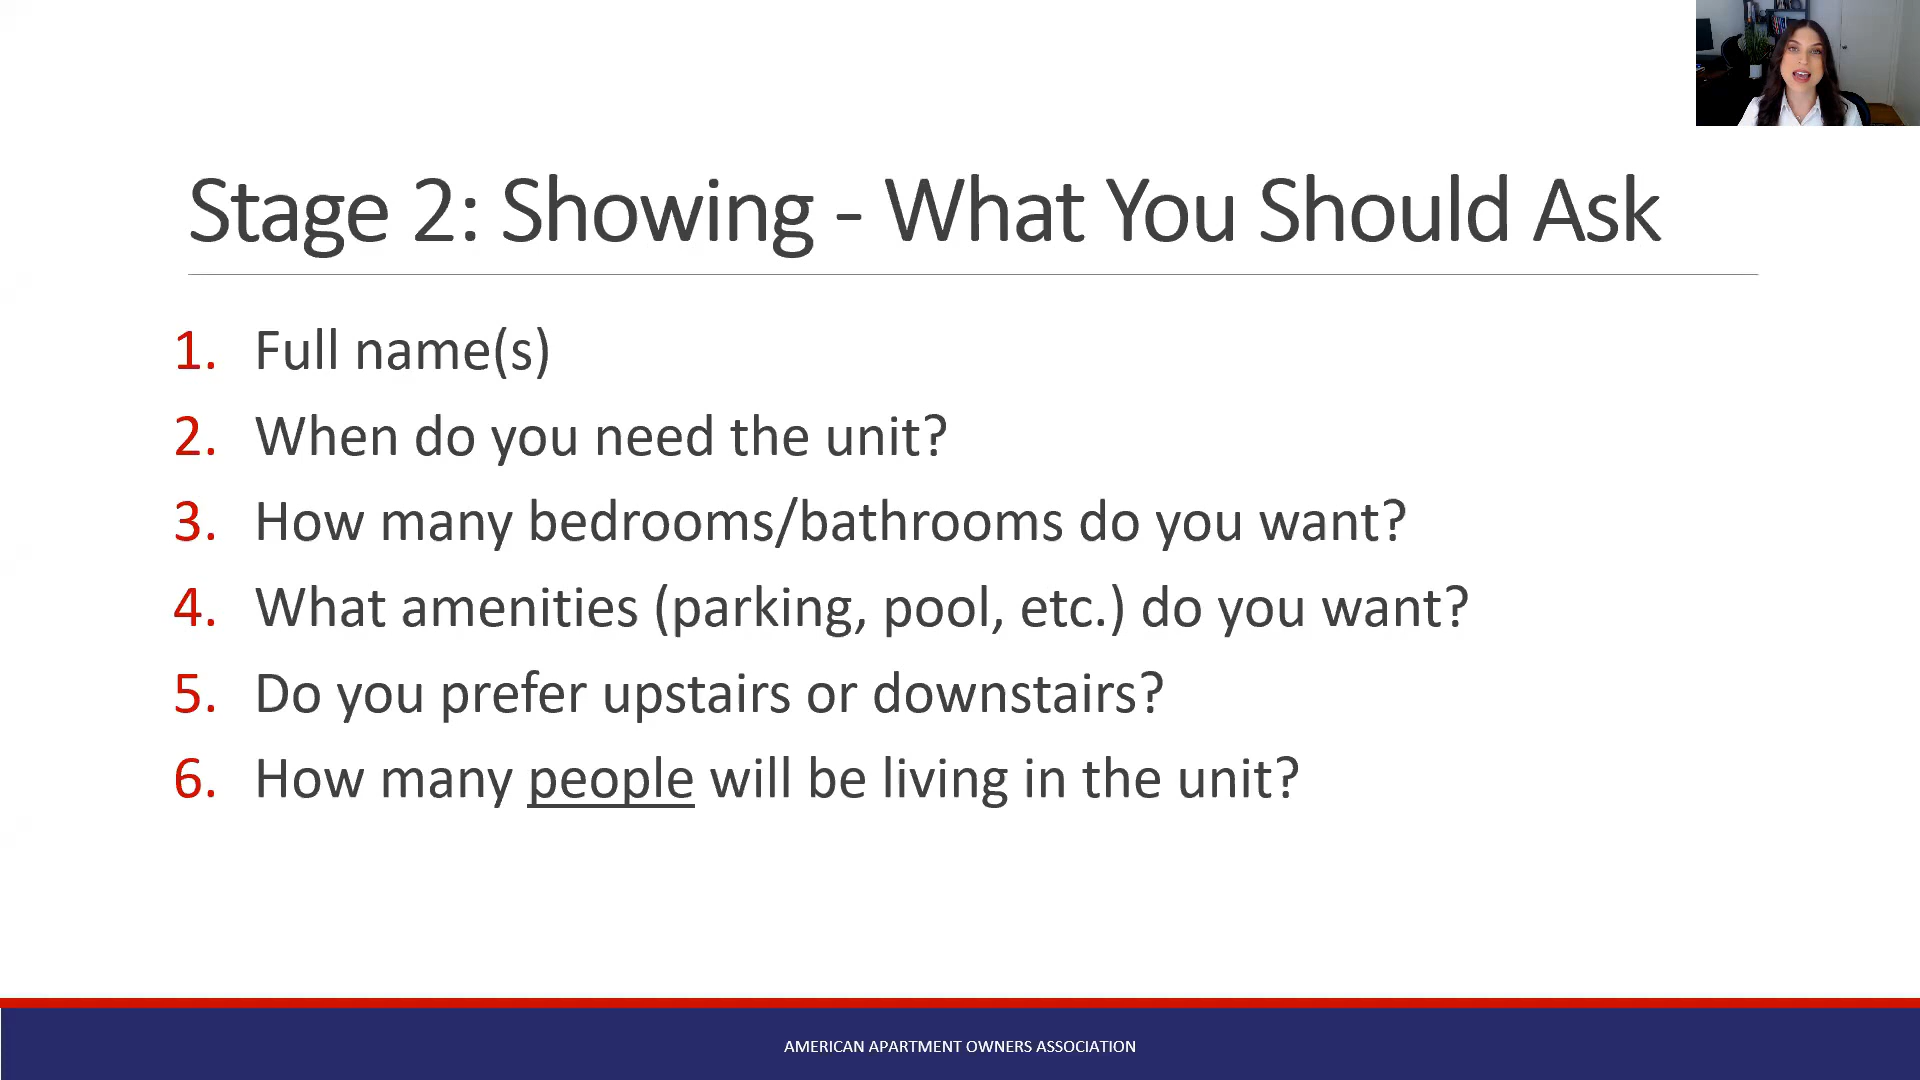 Stage 2: Showing - What You Should Ask
1. Full name(s)
2. When do you need the unit?
3. How many bedrooms/bathrooms do you want?
4. What amenities (parking, pool, etc.) do you want?
5. Do you prefer upstairs or downstairs?
6. How many people will be living in the unit?
AMERICAN APARTMENT OWNERS ASSOCIATION